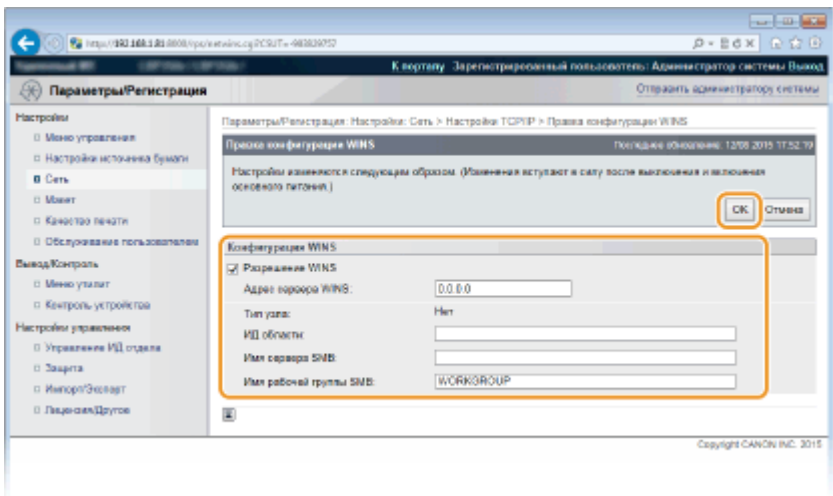 К порталу Зарегистрированный пользователь: Администратор системы Выход
Параметры/Регистрация
Отправить администратору системы
Настройки
Меню управления
Настройки источника бумаги
Сеть
Макет
Качество печати
Обслуживание пользователем
Вывод/Контроль
Меню утилит
Контроль устройства
Настройки управления
Управление ИД отдела
Защита
Импорт/Экспорт
Лицензия/Другое
Параметры/Регистрация: Настройки: Сеть > Настройки TCP/IP > Правка конфигурации WINS
Правка конфигурации WINS
Последнее обновление: 12/08 2015 17:52:19
Настройки изменяются следующим образом. (Изменения вступают в силу после выключения и включения
основного питания.)
OK
Отмена
Конфигурация WINS
Разрешение WINS
Адрес сервера WINS:
0.0.0.0
Тип узла:
Нет
ИД области:
Имя сервера SMB:
Имя рабочей группы SMB:
WORKGROUP
Copyright CANON INC. 2015